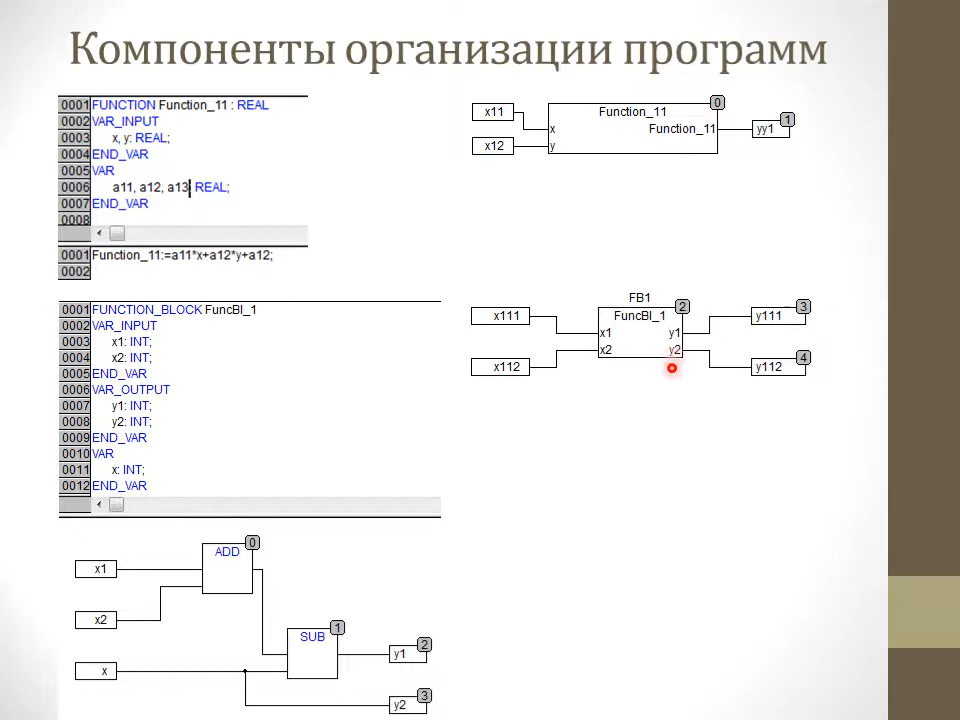 Компоненты организации программ
0001 FUNCTION Function_11 : REAL
0002 VAR_INPUT
0003 x, y: REAL;
0004 END_VAR
0005 VAR
0006 a11, a12, a13: REAL;
0007 END_VAR
0008
0001 Function_11:=a11*x+a12*y+a12;
0002
x11
x12
0
Function_11
x
y
Function_11
1
yy1
0001 FUNCTION_BLOCK FuncBl_1
0002 VAR_INPUT
0003 x1: INT;
0004 x2: INT;
0005 END_VAR
0006 VAR_OUTPUT
0007 y1: INT;
0008 y2: INT;
0009 END_VAR
0010 VAR
0011 x: INT;
0012 END_VAR
FB1
2
FuncBl_1
x111
x112
x1 y1
x2 y2
3
y111
4
y112
0
ADD
x1
x2
1
SUB
x
2
y1
3
y2